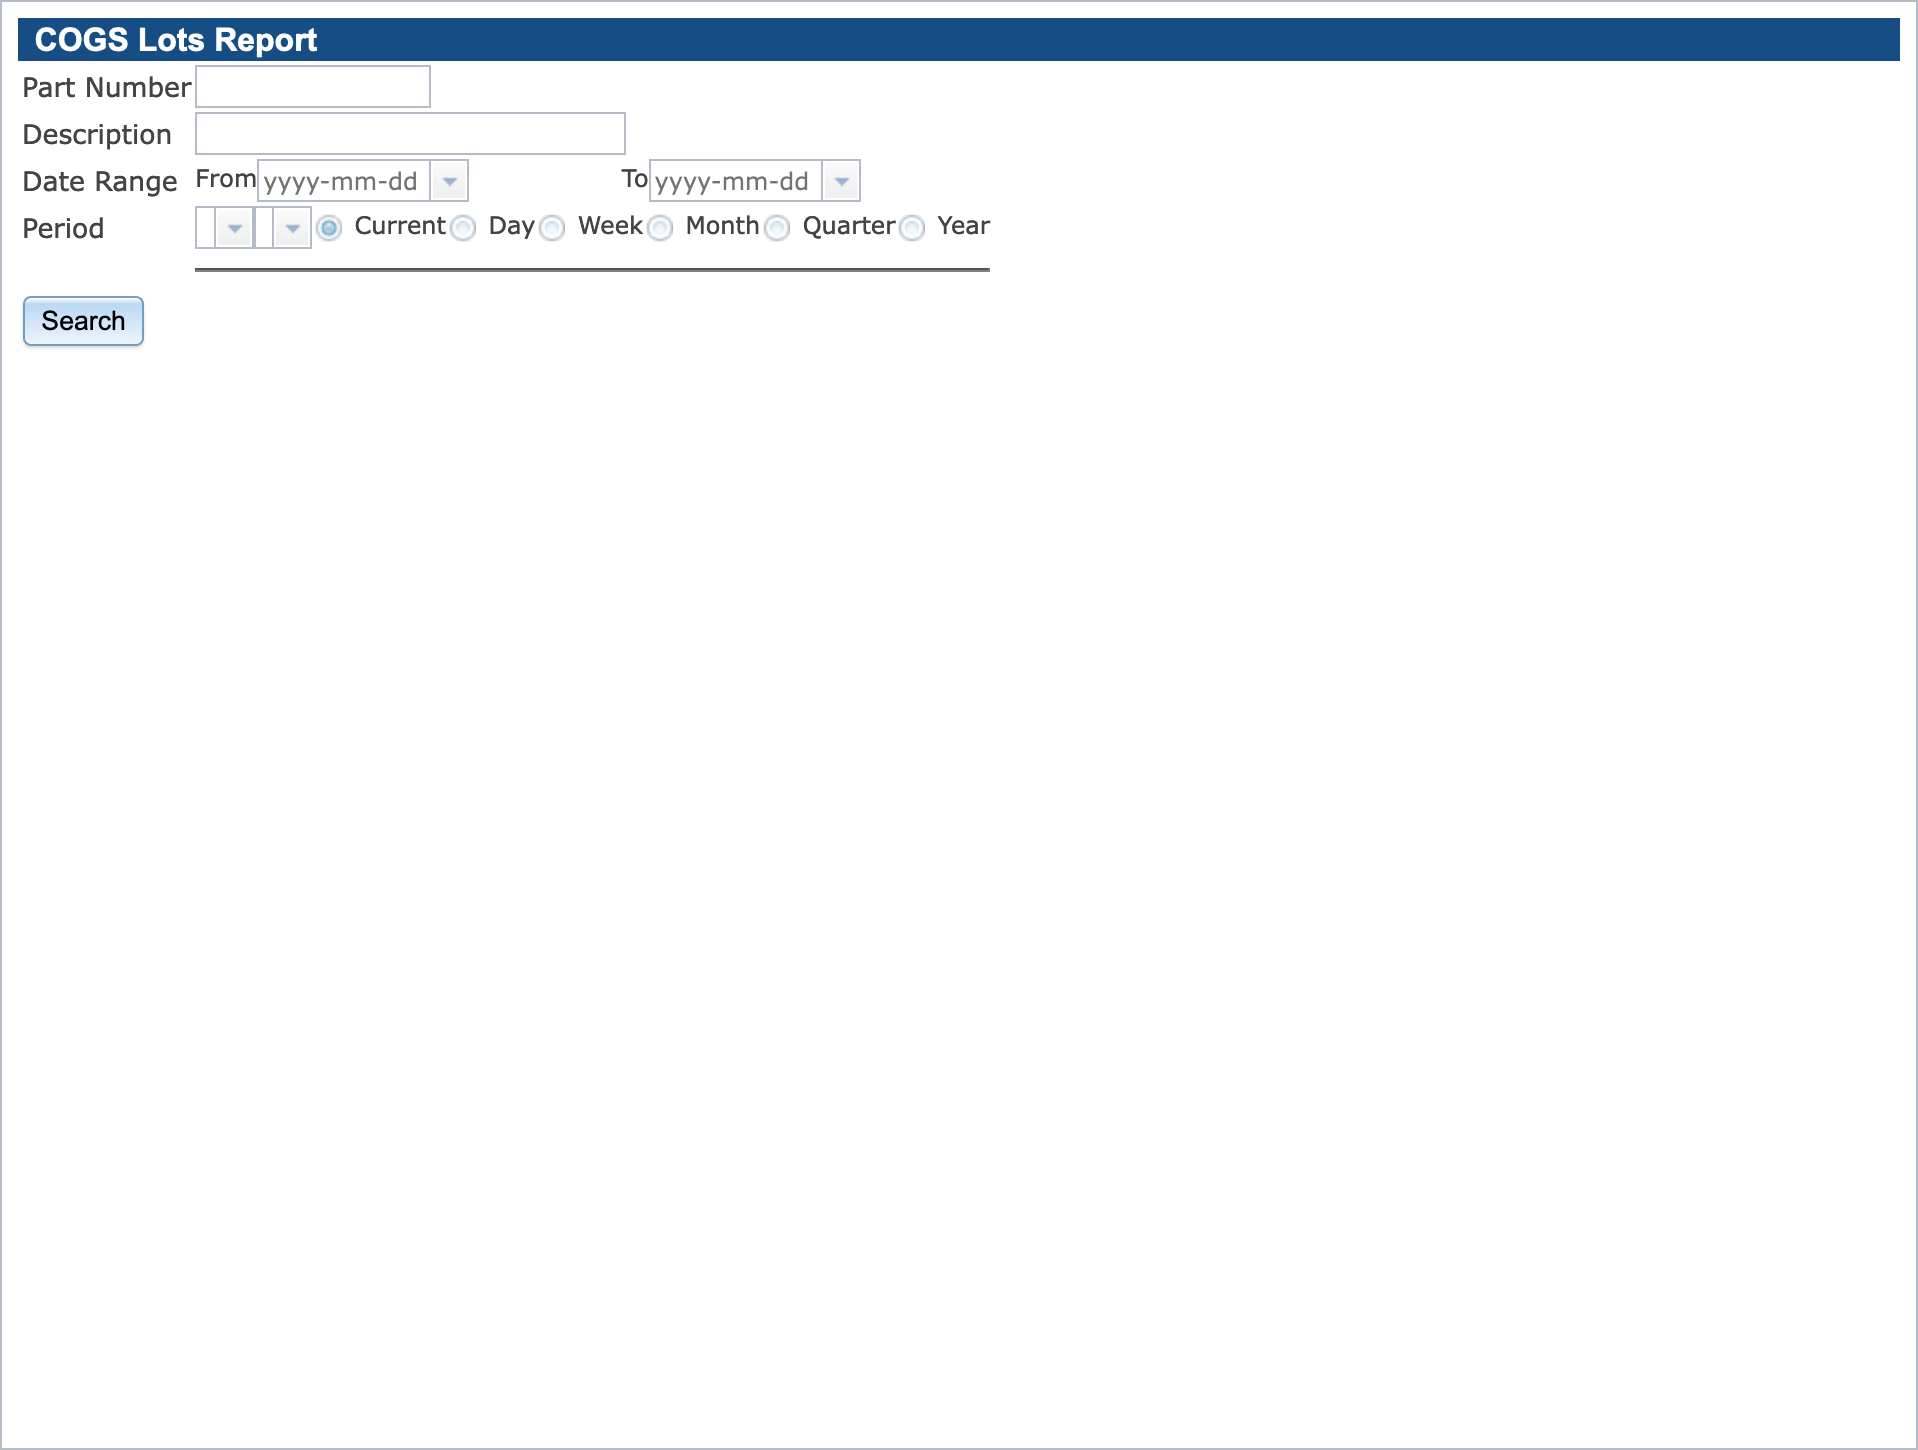 COGS Lots Report
Part Number
Description
Date Range From yyyy-mm-dd To yyyy-mm-dd
Period Current Day Week Month Quarter Year
Search